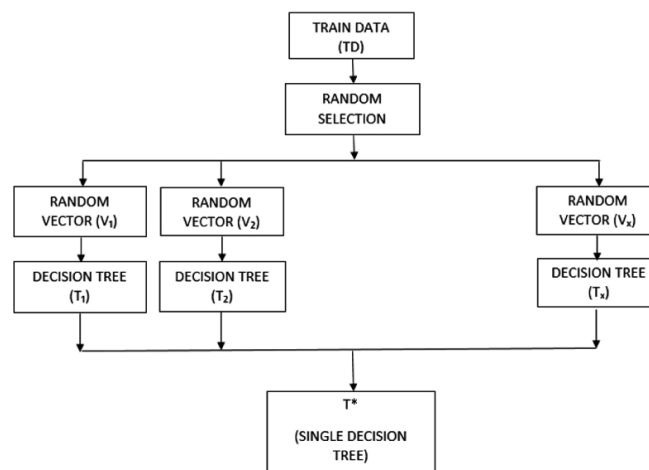 TRAIN DATA
(TD)
RANDOM
SELECTION
RANDOM
VECTOR (V₁)
RANDOM
VECTOR (V₂)
RANDOM
VECTOR (Vₓ)
DECISION TREE
(T₁)
DECISION TREE
(T₂)
DECISION TREE
(Tₓ)
T*
(SINGLE DECISION
TREE)